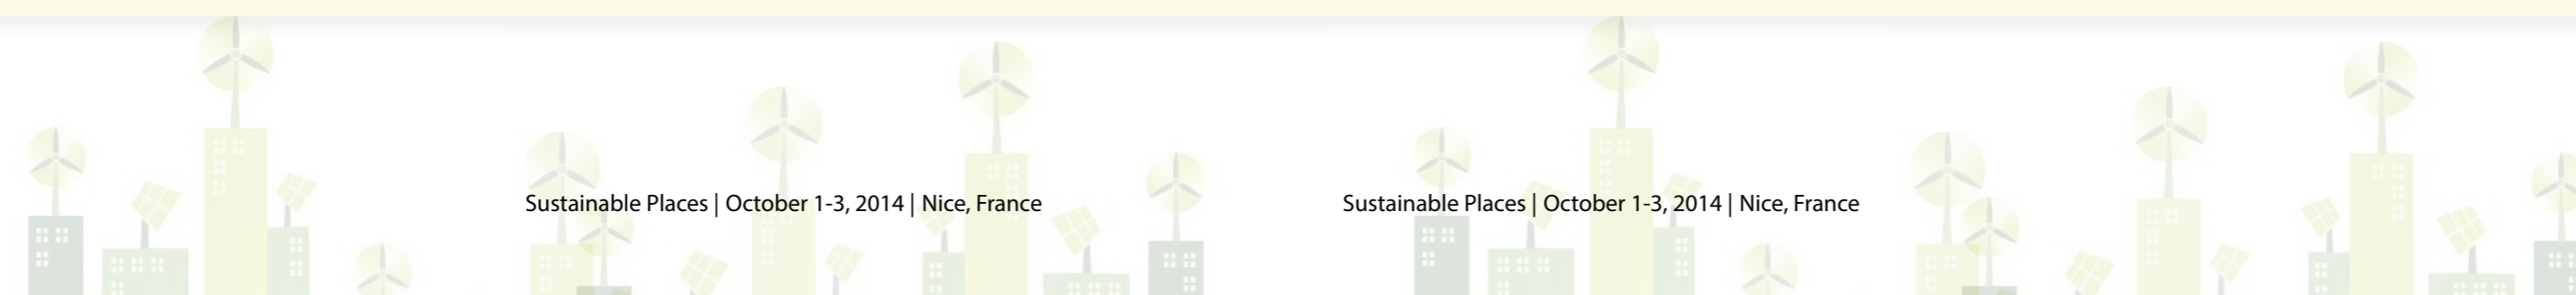 Sustainable Places | October 1-3, 2014 | Nice, France
Sustainable Places | October 1-3, 2014 | Nice, France